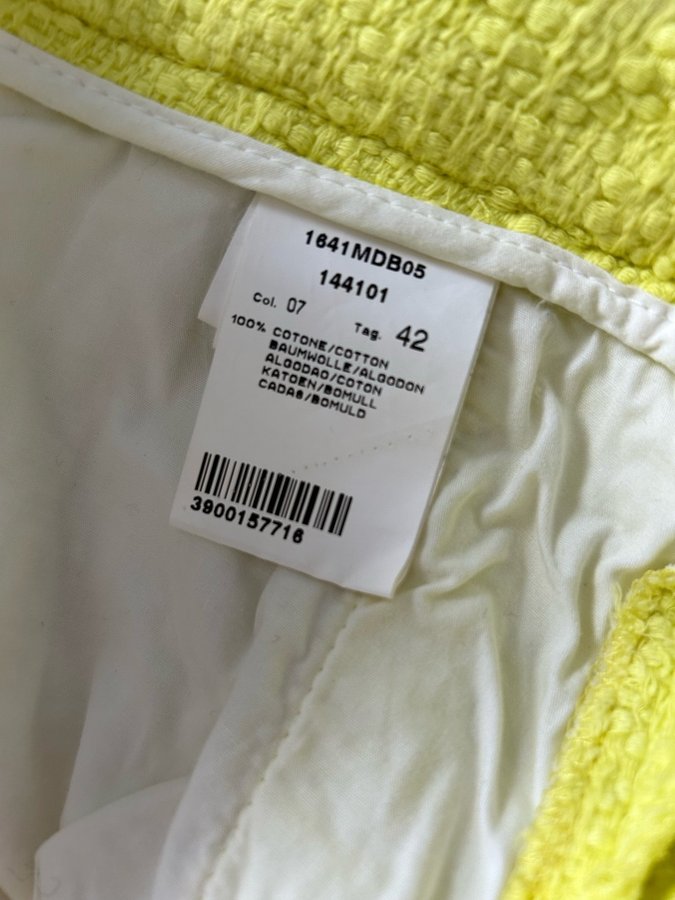 1641MDB05
144101
Col. 07 Tag. 42
100% COTONE/COTTON
BAUMWOLLE/ALGODON
ALGODAO/COTON
KATOEN/BOMULL
CADAS/BOMULD
3900157716